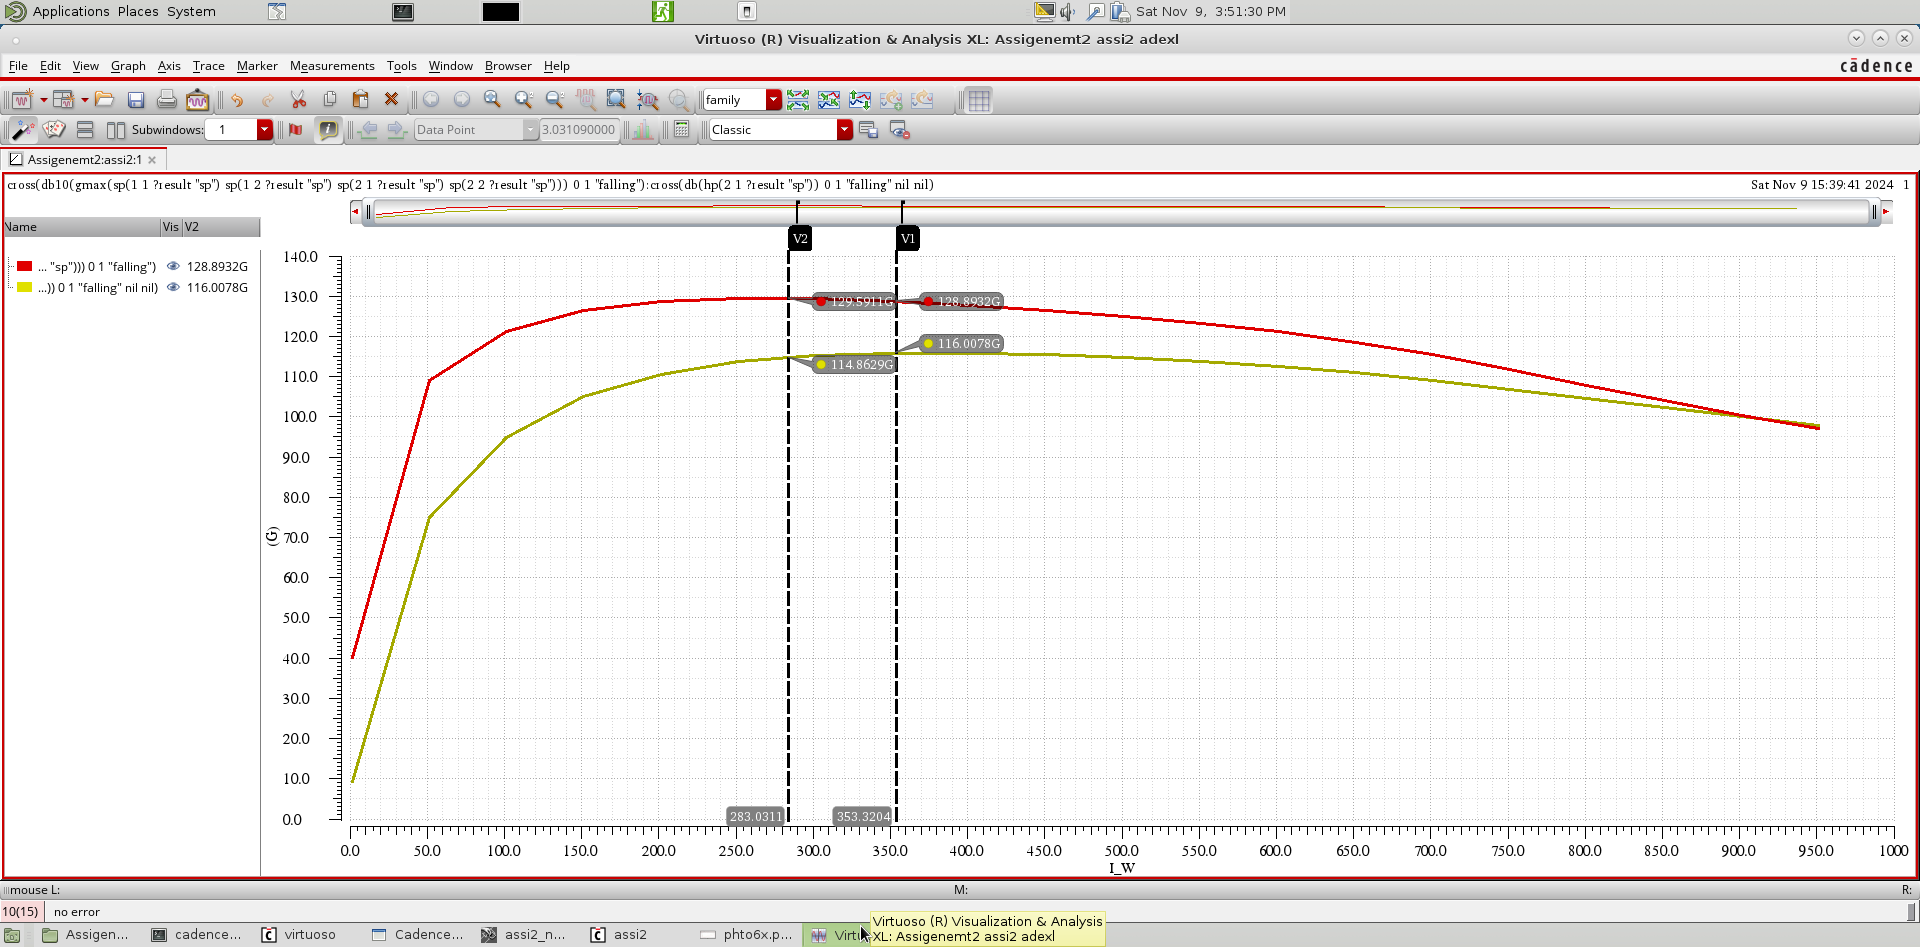 Applications Places System
Sat Nov 9, 3:51:30 PM
Virtuoso (R) Visualization & Analysis XL: Assigenemt2 assi2 adexl
File Edit View Graph Axis Trace Marker Measurements Tools Window Browser Help
cādence
family
Subwindows: 1
Data Point
3.031090000
Classic
Assigenemt2:assi2:1
cross(db10(gmax(sp(1 1 ?result "sp") sp(1 2 ?result "sp") sp(2 1 ?result "sp") sp(2 2 ?result "sp"))) 0 1 "falling"):cross(db(hp(2 1 ?result "sp")) 0 1 "falling" nil nil)
Sat Nov 9 15:39:41 2024 1
Name Vis V2
... "sp"))) 0 1 "falling") 128.8932G
...)) 0 1 "falling" nil nil) 116.0078G
V2 V1
140.0
130.0
129.5911G 128.8932G
120.0
116.0078G
114.8629G
110.0
100.0
90.0
80.0
(G)
70.0
60.0
50.0
40.0
30.0
20.0
10.0
283.0311 353.3204
0.0
0.0 50.0 100.0 150.0 200.0 250.0 300.0 350.0 400.0 450.0 500.0 550.0 600.0 650.0 700.0 750.0 800.0 850.0 900.0 950.0 1000
I_W
mouse L: M: R:
10(15) no error
Assigen... cadence... virtuoso Cadence... assi2_n... assi2 phto6x.p... Virtu
Virtuoso (R) Visualization & Analysis
XL: Assigenemt2 assi2 adexl